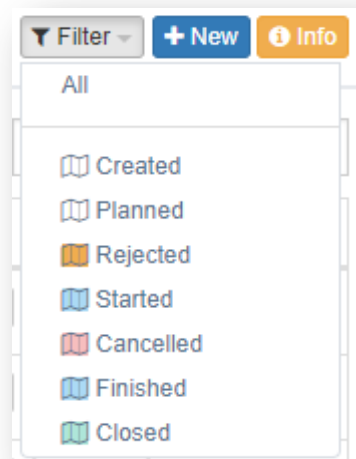 Filter New Info
All
Created
Planned
Rejected
Started
Cancelled
Finished
Closed